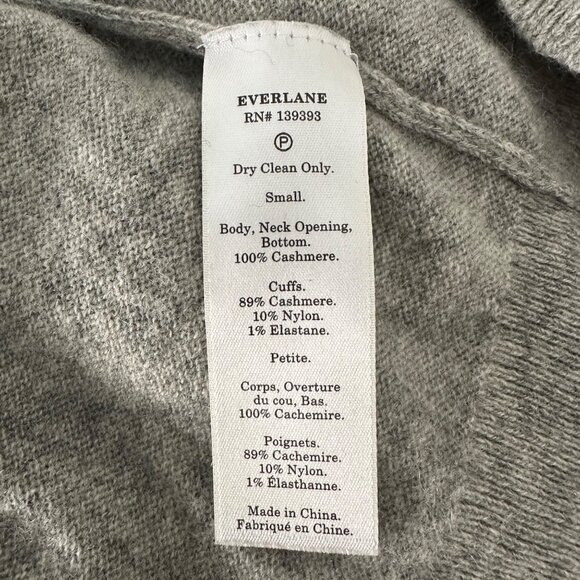 EVERLANE
RN# 139393
Ⓟ
Dry Clean Only.
Small.
Body, Neck Opening,
Bottom.
100% Cashmere.
Cuffs.
89% Cashmere.
10% Nylon.
1% Elastane.
Petite.
Corps, Overture
du cou, Bas.
100% Cachemire.
Poignets.
89% Cachemire.
10% Nylon.
1% Élasthanne.
Made in China.
Fabriqué en Chine.